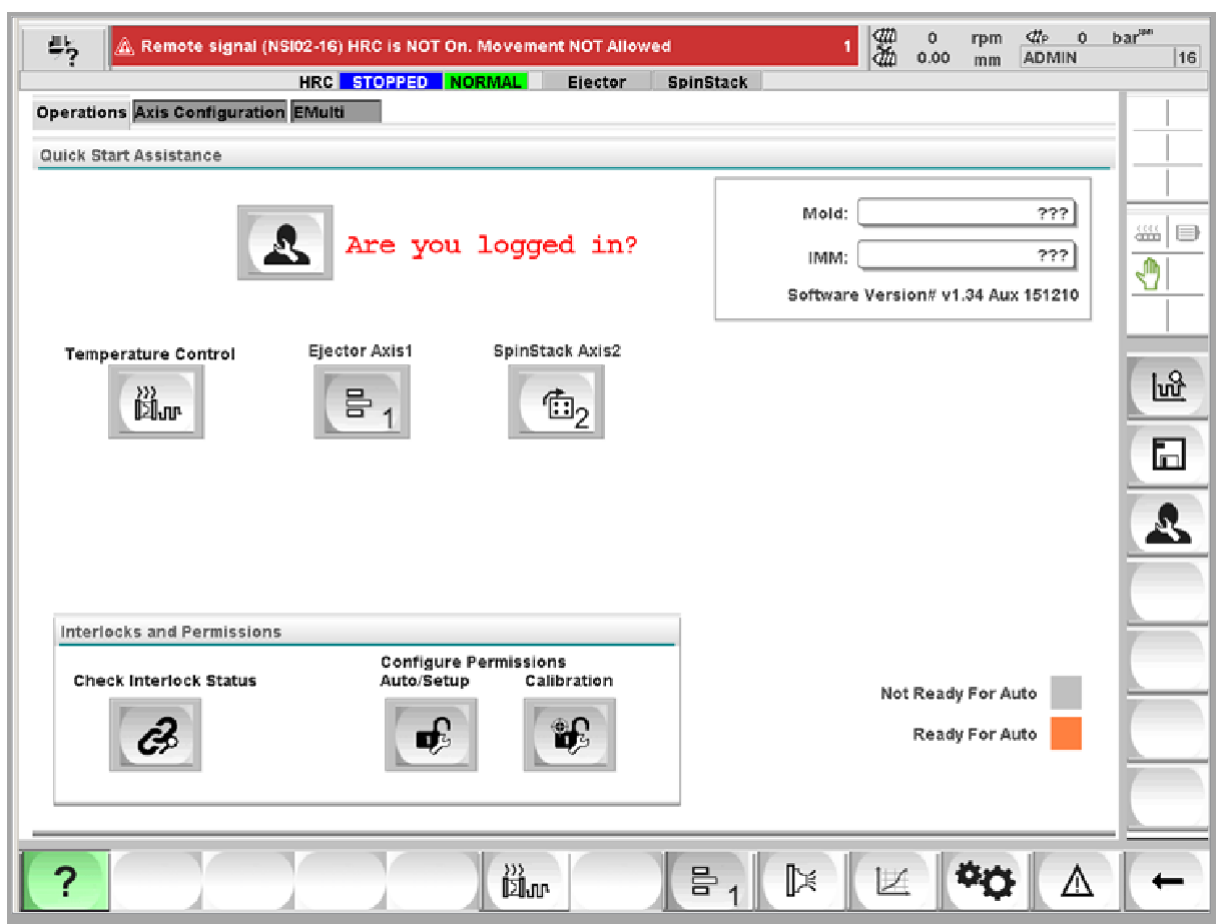 Remote signal (NSI02-16) HRC is NOT On. Movement NOT Allowed 1
0 rpm 0 bar
0.00 mm ADMIN 16
HRC STOPPED NORMAL Ejector SpinStack
Operations Axis Configuration EMulti
Quick Start Assistance
Are you logged in?
Mold: ???
IMM: ???
Software Version# v1.34 Aux 151210
Temperature Control Ejector Axis1 SpinStack Axis2
1 2
Interlocks and Permissions
Configure Permissions
Check Interlock Status Auto/Setup Calibration
Not Ready For Auto
Ready For Auto
? 1